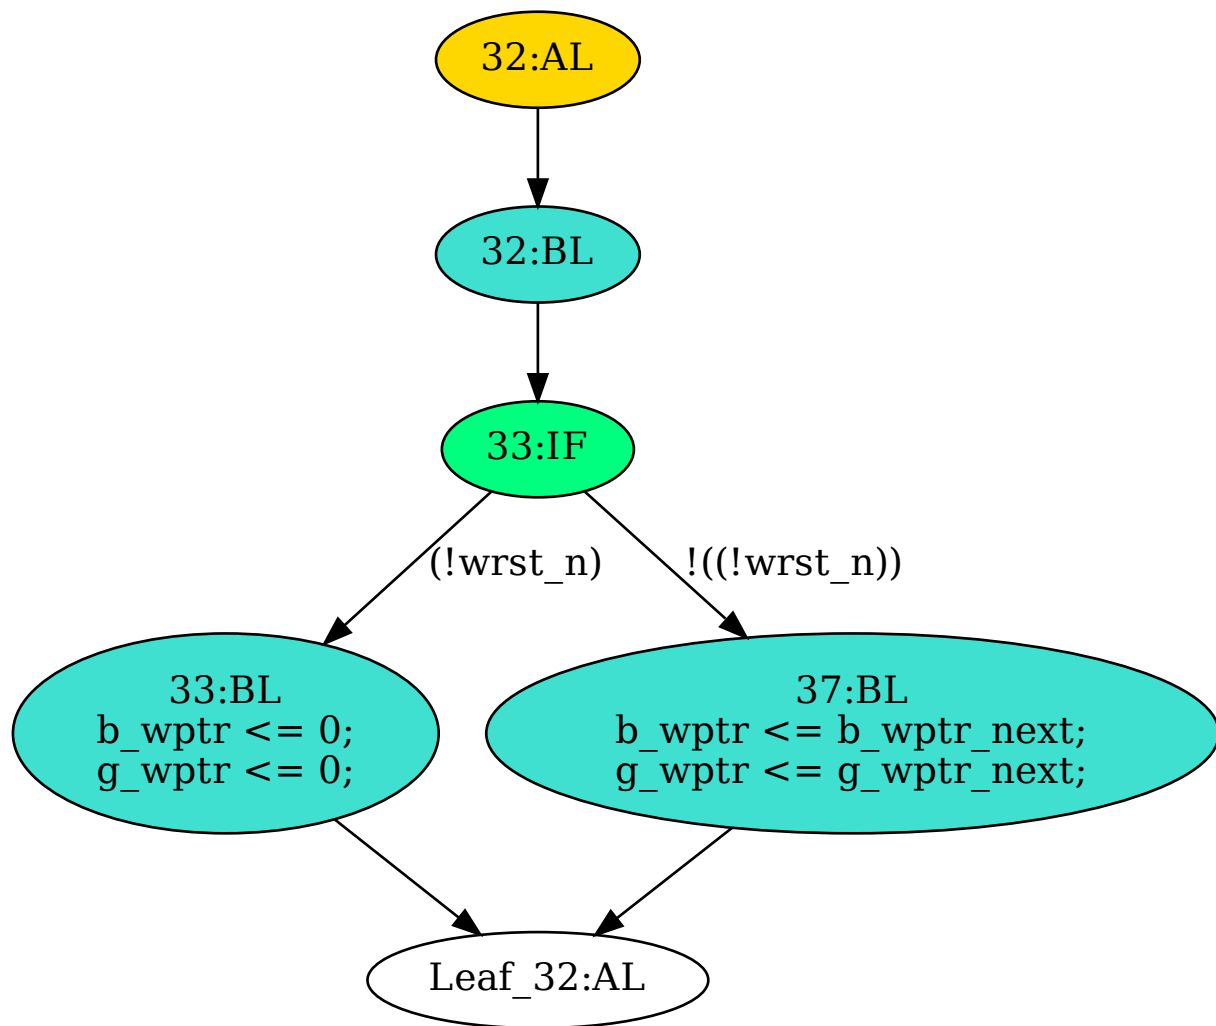 32:AL
32:BL
33:IF
(!wrst_n)
!((!wrst_n))
33:BL
b_wptr <= 0;
g_wptr <= 0;
37:BL
b_wptr <= b_wptr_next;
g_wptr <= g_wptr_next;
Leaf_32:AL